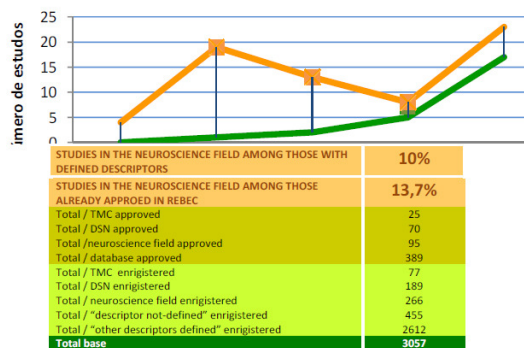 25
20
15
10
5
0
úmero de estudos
STUDIES IN THE NEUROSCIENCE FIELD AMONG THOSE WITH
DEFINED DESCRIPTORS
10%
STUDIES IN THE NEUROSCIENCE FIELD AMONG THOSE
ALREADY APPROED IN REBEC
13,7%
Total / TMC approved 25
Total / DSN approved 70
Total /neuroscience field approved 95
Total / database approved 389
Total / TMC enrigistered 77
Total / DSN enrigistered 189
Total / neuroscience field enrigistered 266
Total / "descriptor not-defined" enrigistered 455
Total / "other descriptors defined" enrigistered 2612
Total base 3057